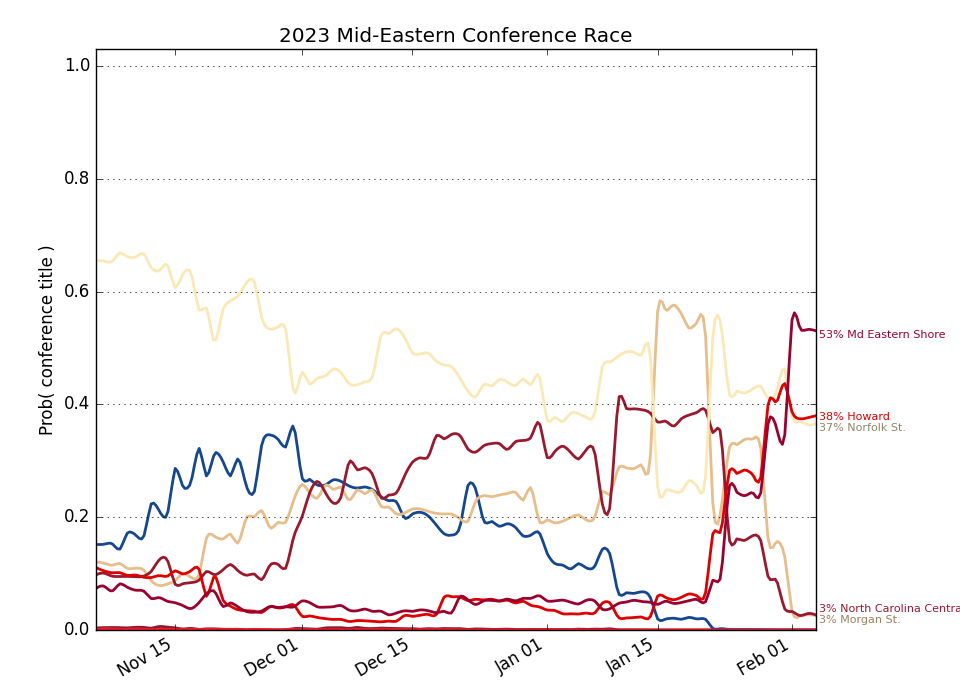 2023 Mid-Eastern Conference Race
Prob( conference title )
1.0
0.8
0.6
0.4
0.2
0.0
Nov 15
Dec 01
Dec 15
Jan 01
Jan 15
Feb 01
53% Md Eastern Shore
38% Howard
37% Norfolk St.
3% North Carolina Centra
3% Morgan St.